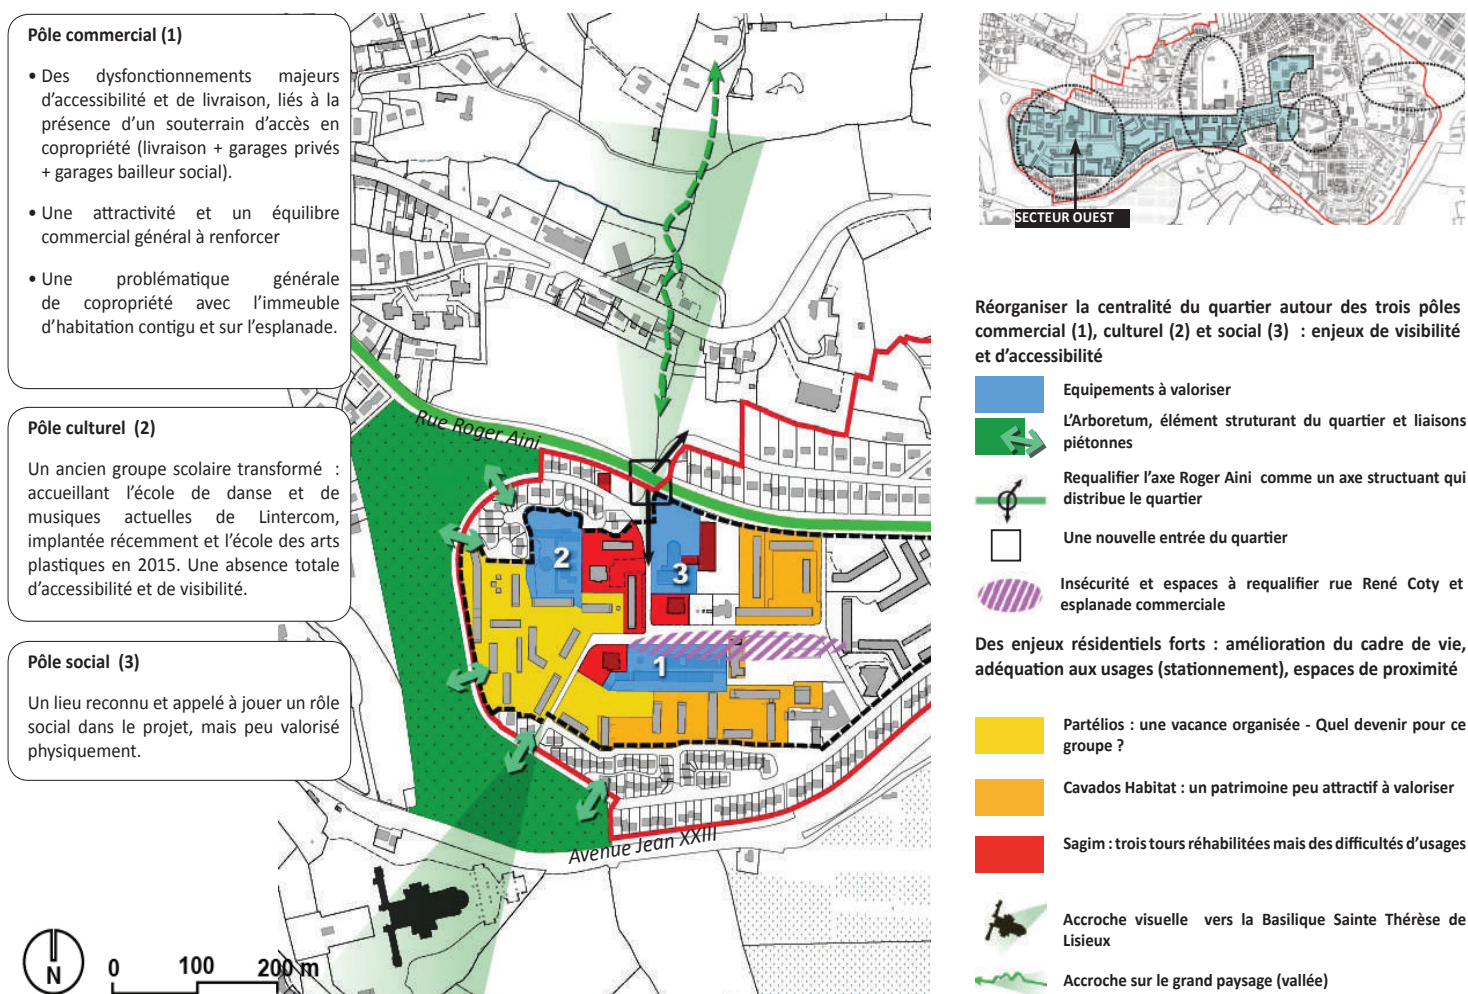 Pôle commercial (1)
• Des dysfonctionnements majeurs
d’accessibilité et de livraison, liés à la
présence d’un souterrain d’accès en
copropriété (livraison + garages privés
+ garages bailleur social).
• Une attractivité et un équilibre
commercial général à renforcer
• Une problématique générale
de copropriété avec l’immeuble
d’habitation contigu et sur l’esplanade.
Pôle culturel (2)
Un ancien groupe scolaire transformé :
accueillant l’école de danse et de
musiques actuelles de Lintercom,
implantée récemment et l’école des arts
plastiques en 2015. Une absence totale
d’accessibilité et de visibilité.
Pôle social (3)
Un lieu reconnu et appelé à jouer un rôle
social dans le projet, mais peu valorisé
physiquement.
N
0 100 200 m
Rue Roger Aini
2
3
1
Avenue Jean XXIII
SECTEUR OUEST
Réorganiser la centralité du quartier autour des trois pôles
commercial (1), culturel (2) et social (3) : enjeux de visibilité
et d’accessibilité
Equipements à valoriser
L’Arboretum, élément struturant du quartier et liaisons
piétonnes
Requalifier l’axe Roger Aini comme un axe structuant qui
distribue le quartier
Une nouvelle entrée du quartier
Insécurité et espaces à requalifier rue René Coty et
esplanade commerciale
Des enjeux résidentiels forts : amélioration du cadre de vie,
adéquation aux usages (stationnement), espaces de proximité
Partélios : une vacance organisée - Quel devenir pour ce
groupe ?
Cavados Habitat : un patrimoine peu attractif à valoriser
Sagim : trois tours réhabilitées mais des difficultés d’usages
Accroche visuelle vers la Basilique Sainte Thérèse de
Lisieux
Accroche sur le grand paysage (vallée)